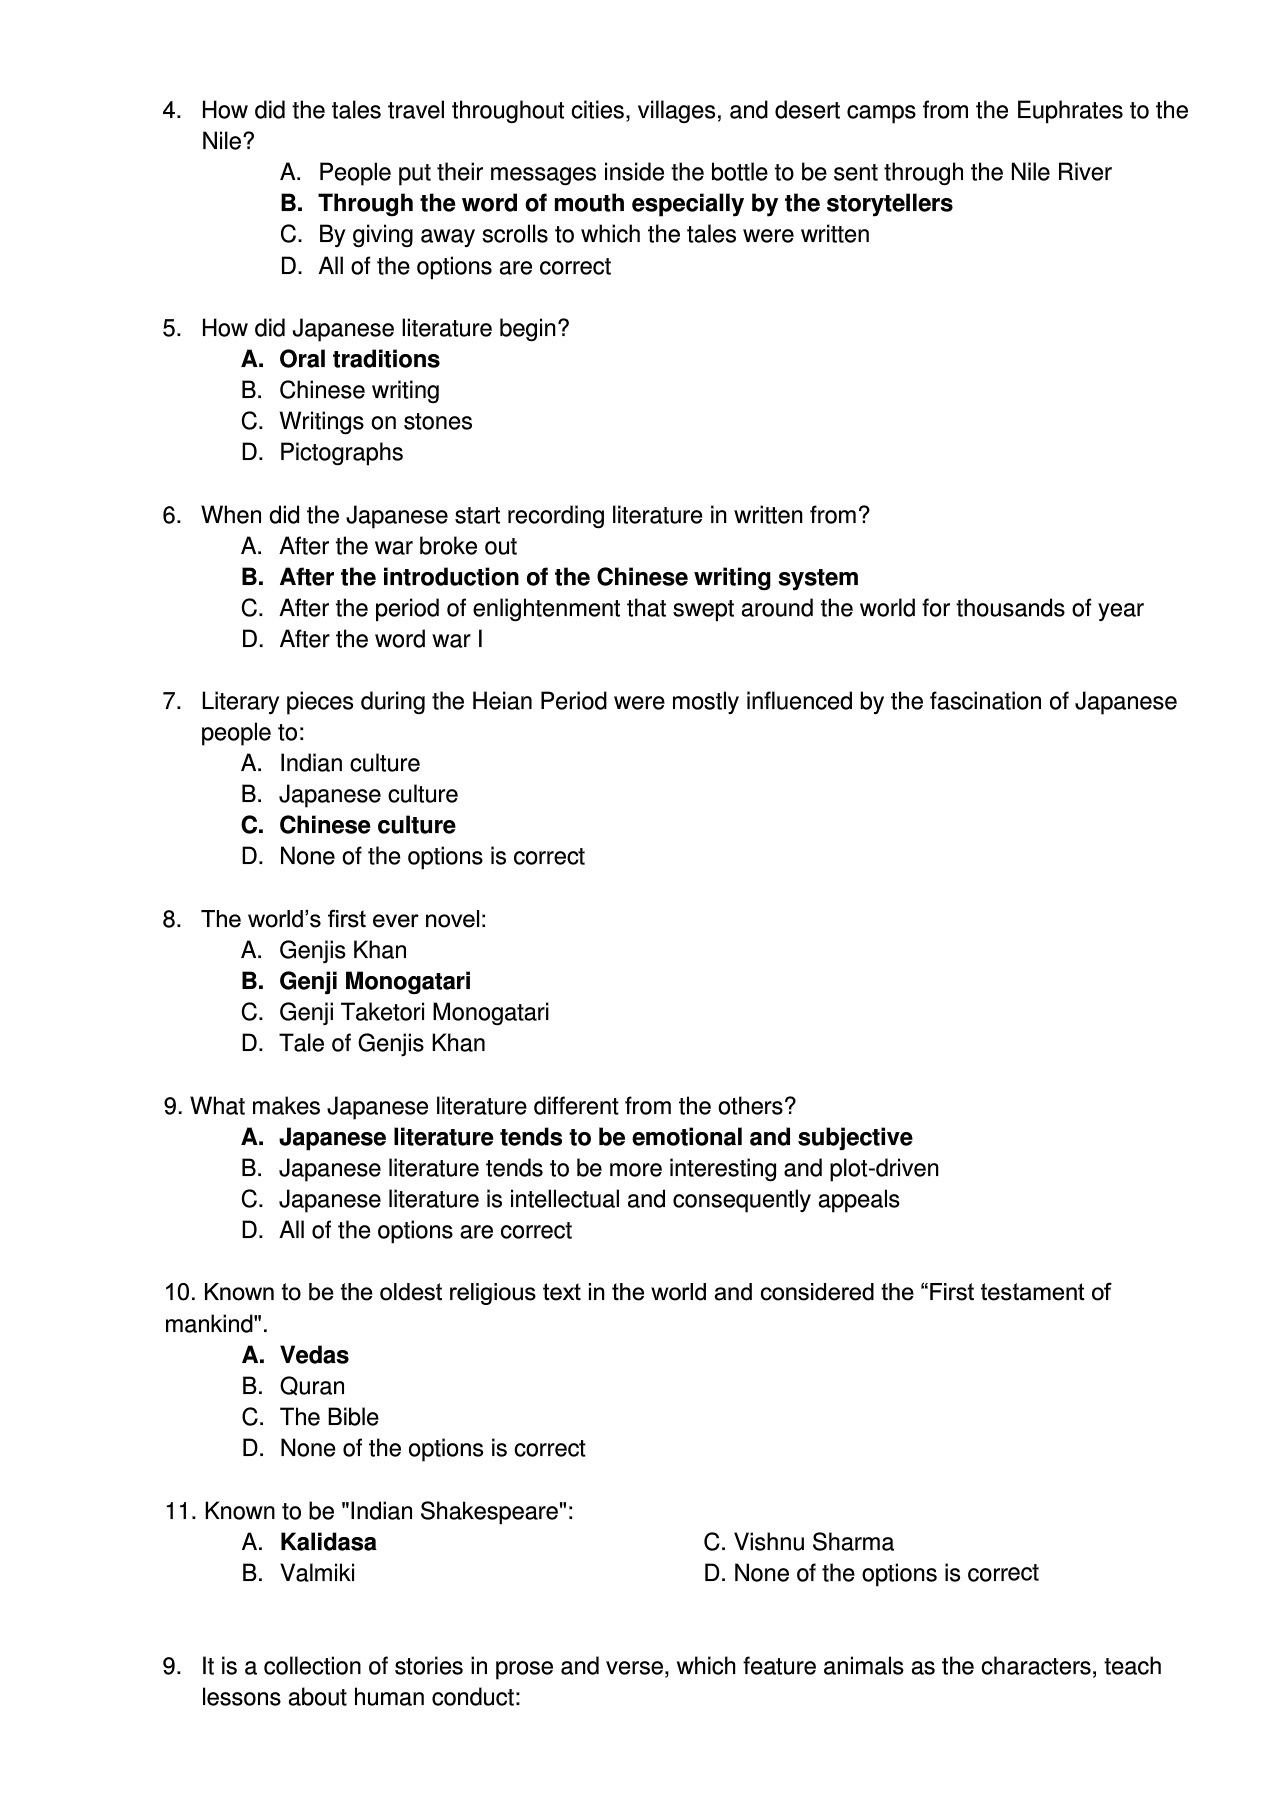 4. How did the tales travel throughout cities, villages, and desert camps from the Euphrates to the
Nile?
A. People put their messages inside the bottle to be sent through the Nile River
B. Through the word of mouth especially by the storytellers
C. By giving away scrolls to which the tales were written
D. All of the options are correct
5. How did Japanese literature begin?
A. Oral traditions
B. Chinese writing
C. Writings on stones
D. Pictographs
6. When did the Japanese start recording literature in written from?
A. After the war broke out
B. After the introduction of the Chinese writing system
C. After the period of enlightenment that swept around the world for thousands of year
D. After the word war I
7. Literary pieces during the Heian Period were mostly influenced by the fascination of Japanese
people to:
A. Indian culture
B. Japanese culture
C. Chinese culture
D. None of the options is correct
8. The world’s first ever novel:
A. Genjis Khan
B. Genji Monogatari
C. Genji Taketori Monogatari
D. Tale of Genjis Khan
9. What makes Japanese literature different from the others?
A. Japanese literature tends to be emotional and subjective
B. Japanese literature tends to be more interesting and plot-driven
C. Japanese literature is intellectual and consequently appeals
D. All of the options are correct
10. Known to be the oldest religious text in the world and considered the “First testament of
mankind".
A. Vedas
B. Quran
C. The Bible
D. None of the options is correct
11. Known to be "Indian Shakespeare":
A. Kalidasa C. Vishnu Sharma
B. Valmiki D. None of the options is correct
9. It is a collection of stories in prose and verse, which feature animals as the characters, teach
lessons about human conduct: